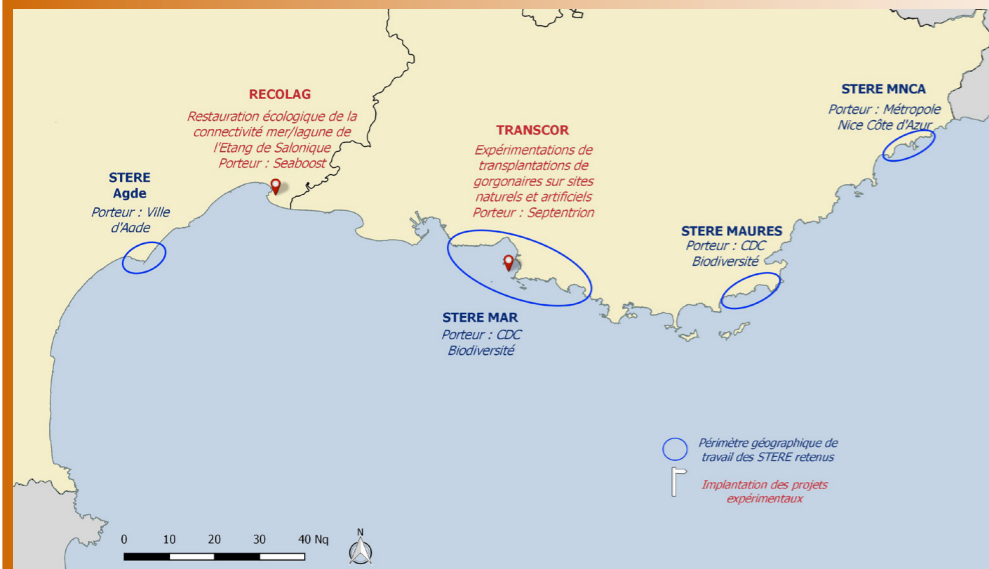 RECOLAG
Restauration écologique de la
connectivité mer/lagune de
l'Etang de Salonique
Porteur : Seaboost
TRANSCOR
Expérimentations de
transplantations de
gorgonaires sur sites
naturels et artificiels
Porteur : Septentrion
STERE MNCA
Porteur : Métropole
Nice Côte d'Azur
STERE
Agde
Porteur : Ville
d'Agde
STERE MAURES
Porteur : CDC
Biodiversité
STERE MAR
Porteur : CDC
Biodiversité
Périmètre géographique de
travail des STERE retenus
Implantation des projets
expérimentaux
0 10 20 30 40 Nq
N